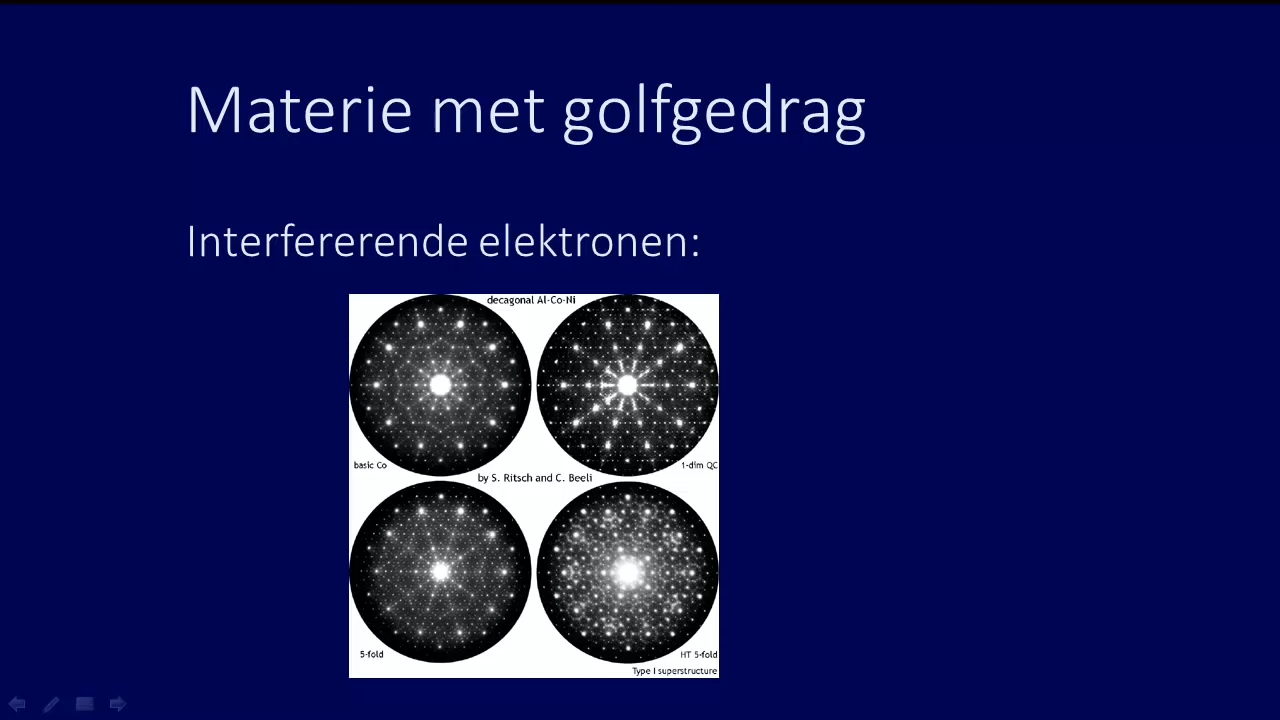 Materie met golfgedrag
Interfererende elektronen:
decagonal Al-Co-Ni
basic Co
1-dim QC
by S. Ritsch and C. Beeli
5-fold
HT 5-fold
Type I superstructure